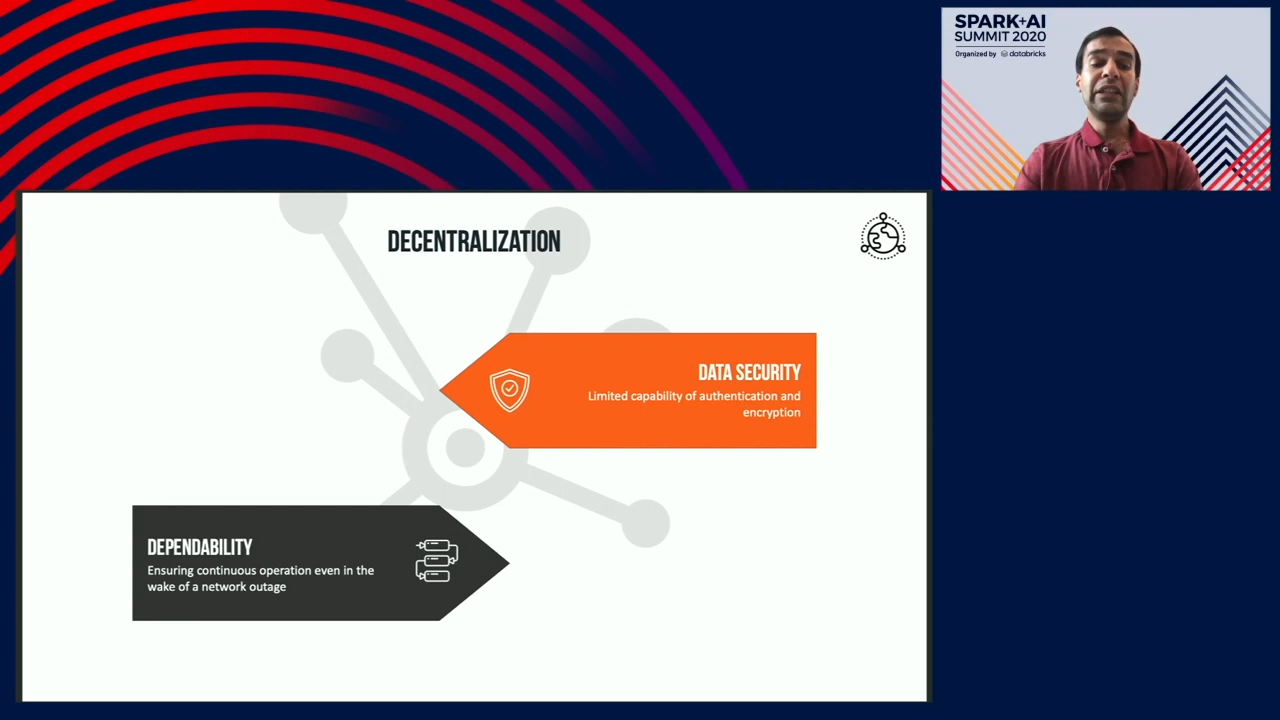 SPARK+AI
SUMMIT 2020
Organized by databricks
DECENTRALIZATION
DATA SECURITY
Limited capability of authentication and
encryption
DEPENDABILITY
Ensuring continuous operation even in the
wake of a network outage